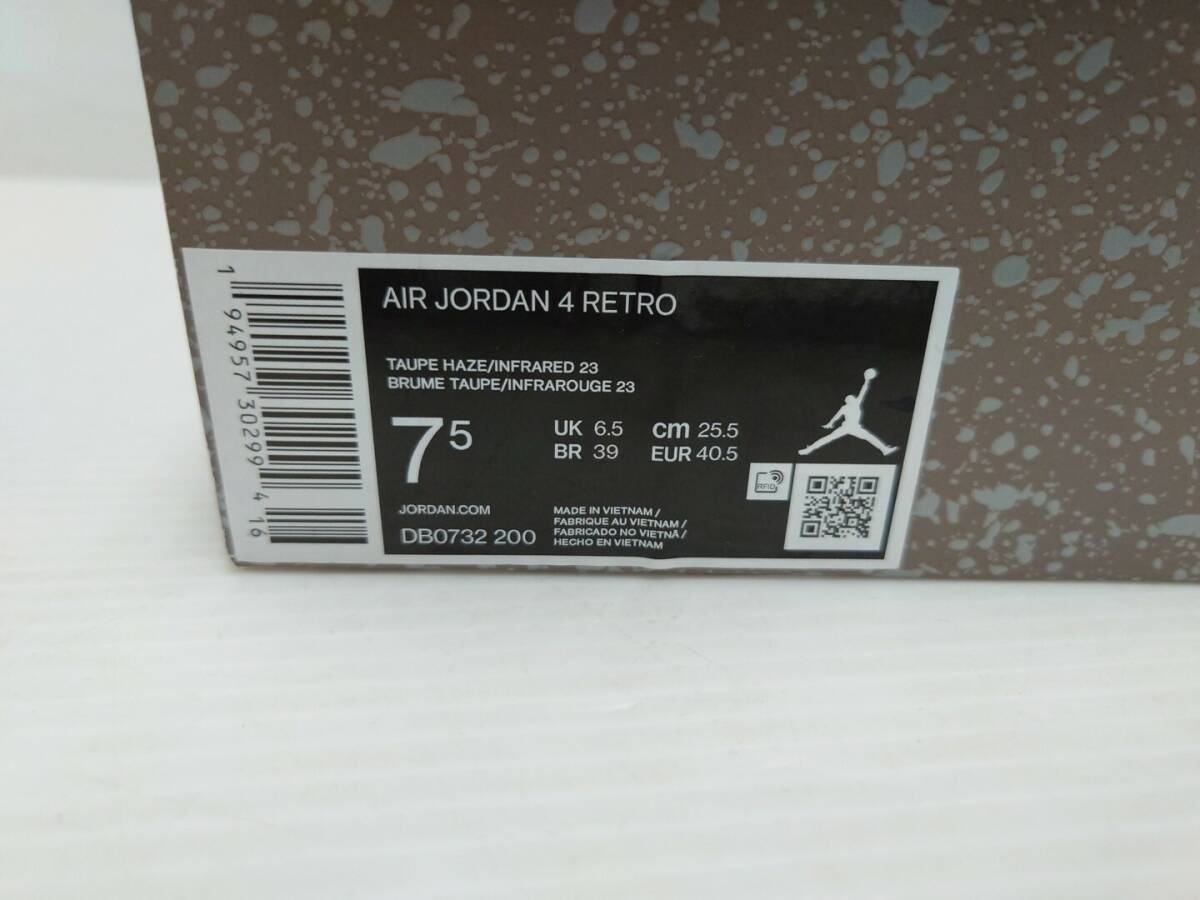 AIR JORDAN 4 RETRO
TAUPE HAZE/INFRARED 23
BRUME TAUPE/INFRAROUGE 23
7 5
UK 6.5 cm 25.5
BR 39 EUR 40.5
RFID
JORDAN.COM
DB0732 200
MADE IN VIETNAM /
FABRIQUE AU VIETNAM /
FABRICADO NO VIETNÃ /
HECHO EN VIETNAM
1 94957 30299 4 16